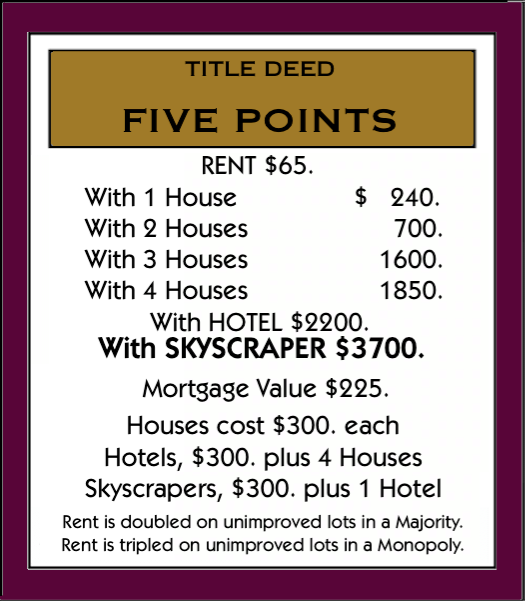 TITLE DEED
FIVE POINTS
RENT $65.
With 1 House $ 240.
With 2 Houses 700.
With 3 Houses 1600.
With 4 Houses 1850.
With HOTEL $2200.
With SKYSCRAPER $3700.
Mortgage Value $225.
Houses cost $300. each
Hotels, $300. plus 4 Houses
Skyscrapers, $300. plus 1 Hotel
Rent is doubled on unimproved lots in a Majority.
Rent is tripled on unimproved lots in a Monopoly.